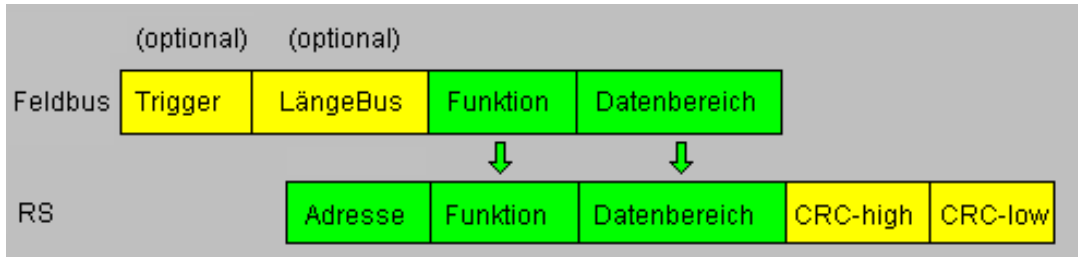 (optional) (optional)
Feldbus Trigger LängeBus Funktion Datenbereich
RS Adresse Funktion Datenbereich CRC-high CRC-low